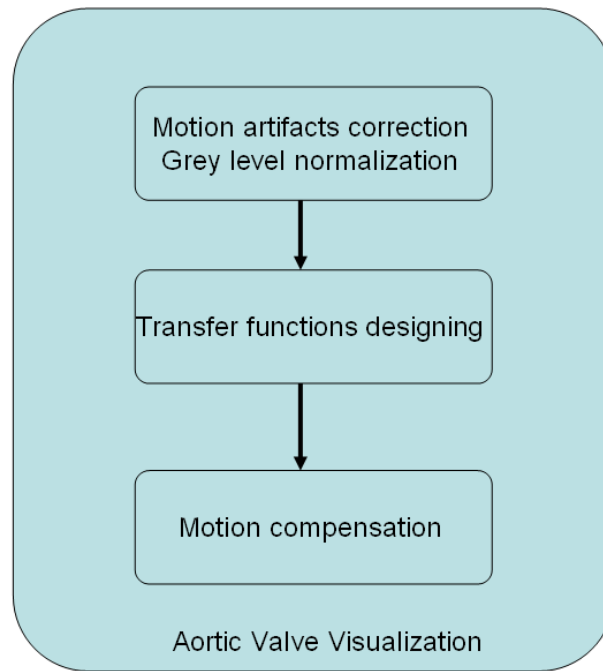 Motion artifacts correction
Grey level normalization
Transfer functions designing
Motion compensation
Aortic Valve Visualization